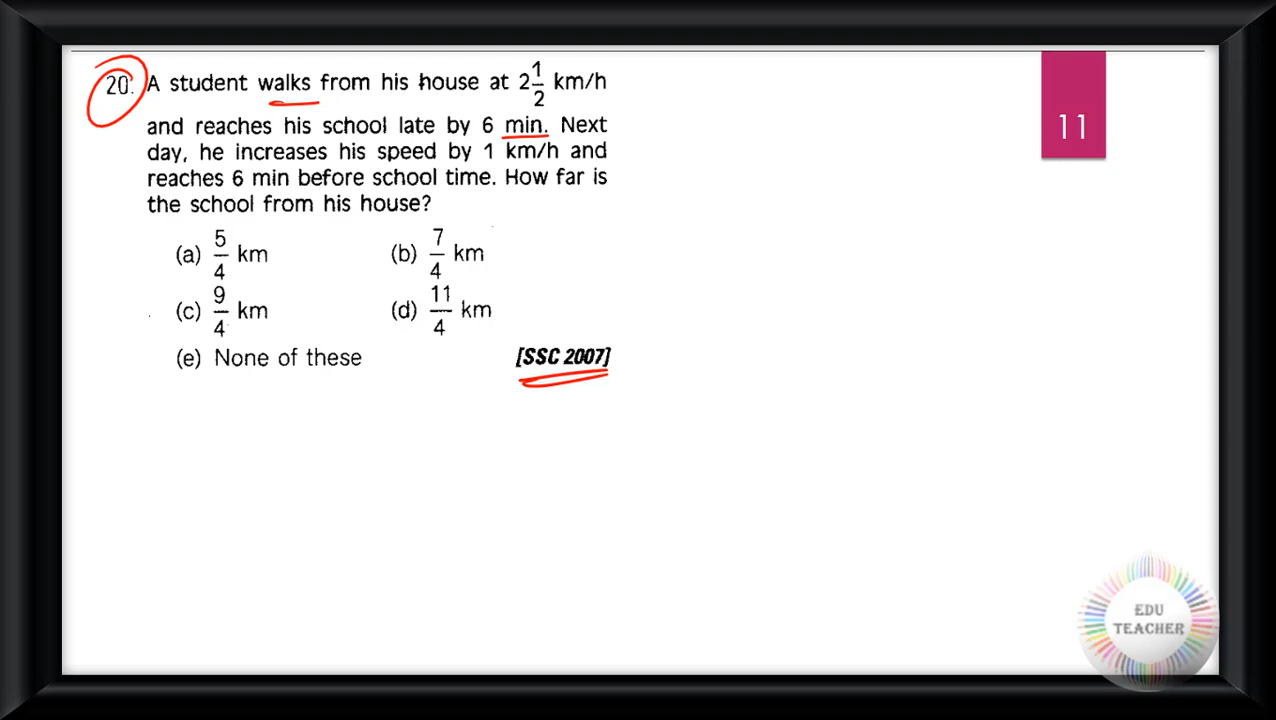 20. A student walks from his house at 2 1/2 km/h
and reaches his school late by 6 min. Next
day, he increases his speed by 1 km/h and
reaches 6 min before school time. How far is
the school from his house?
(a) 5/4 km (b) 7/4 km
(c) 9/4 km (d) 11/4 km
(e) None of these [SSC 2007]
11
EDU
TEACHER